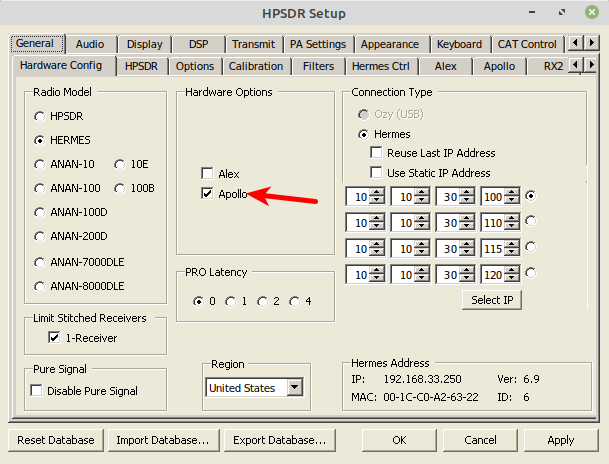 HPSDR Setup
General Audio Display DSP Transmit PA Settings Appearance Keyboard CAT Control
Hardware Config HPSDR Options Calibration Filters Hermes Ctrl Alex Apollo RX2
Radio Model
HPSDR
HERMES
ANAN-10 10E
ANAN-100 100B
ANAN-100D
ANAN-200D
ANAN-7000DLE
ANAN-8000DLE
Hardware Options
Alex
Apollo
Connection Type
Ozy (USB)
Hermes
Reuse Last IP Address
Use Static IP Address
10 10 30 100
10 10 30 110
10 10 30 115
10 10 30 120
Select IP
PRO Latency
0 1 2 4
Limit Stitched Receivers
1-Receiver
Pure Signal
Disable Pure Signal
Region
United States
Hermes Address
IP: 192.168.33.250 Ver: 6.9
MAC: 00-1C-C0-A2-63-22 ID: 6
Reset Database Import Database... Export Database... OK Cancel Apply